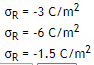 σR = -3 C/m²
σR = -6 C/m²
σR = -1.5 C/m²